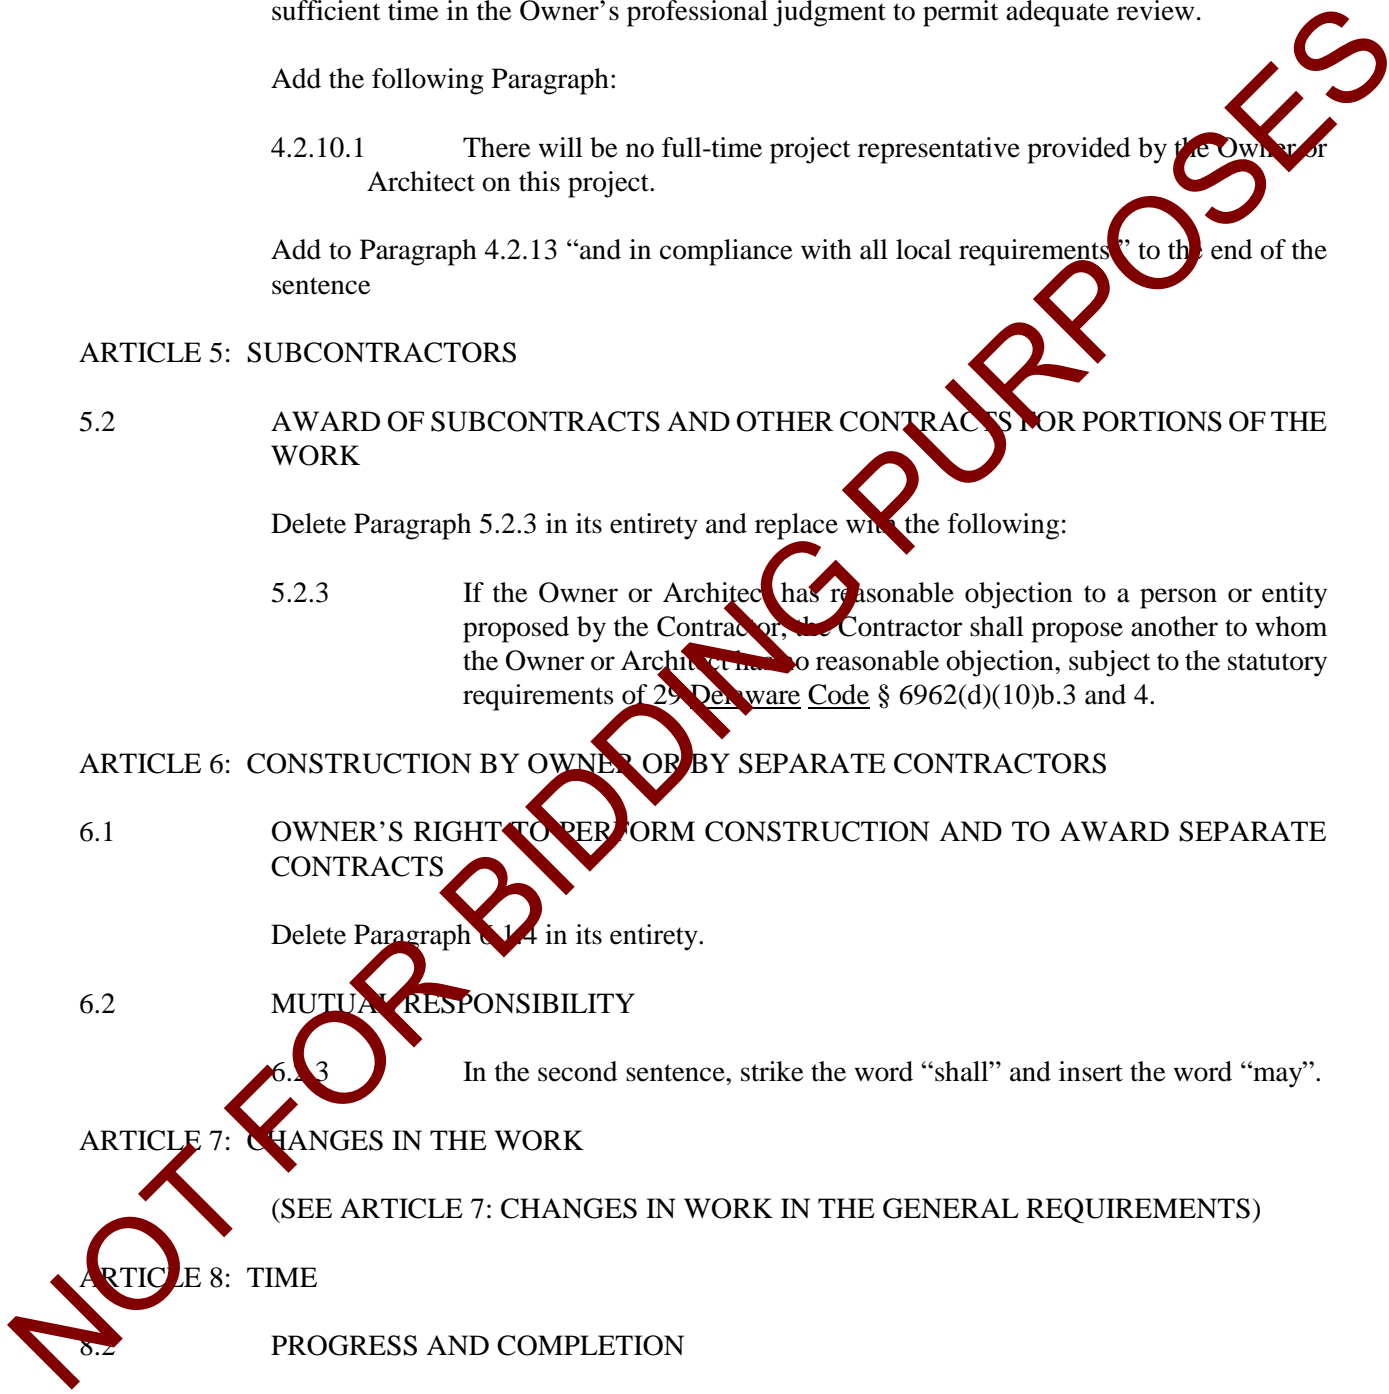 sufficient time in the Owner’s professional judgment to permit adequate review.
Add the following Paragraph:
4.2.10.1 There will be no full-time project representative provided by the Owner or
Architect on this project.
Add to Paragraph 4.2.13 “and in compliance with all local requirements.” to the end of the
sentence
ARTICLE 5: SUBCONTRACTORS
5.2 AWARD OF SUBCONTRACTS AND OTHER CONTRACTS FOR PORTIONS OF THE
WORK
Delete Paragraph 5.2.3 in its entirety and replace with the following:
5.2.3 If the Owner or Architect has reasonable objection to a person or entity
proposed by the Contractor, the Contractor shall propose another to whom
the Owner or Architect has no reasonable objection, subject to the statutory
requirements of 29 Delaware Code § 6962(d)(10)b.3 and 4.
ARTICLE 6: CONSTRUCTION BY OWNER OR BY SEPARATE CONTRACTORS
6.1 OWNER’S RIGHT TO PERFORM CONSTRUCTION AND TO AWARD SEPARATE
CONTRACTS
Delete Paragraph 6.1.4 in its entirety.
6.2 MUTUAL RESPONSIBILITY
6.2.3 In the second sentence, strike the word “shall” and insert the word “may”.
ARTICLE 7: CHANGES IN THE WORK
(SEE ARTICLE 7: CHANGES IN WORK IN THE GENERAL REQUIREMENTS)
ARTICLE 8: TIME
8.2 PROGRESS AND COMPLETION
NOT FOR BIDDING PURPOSES